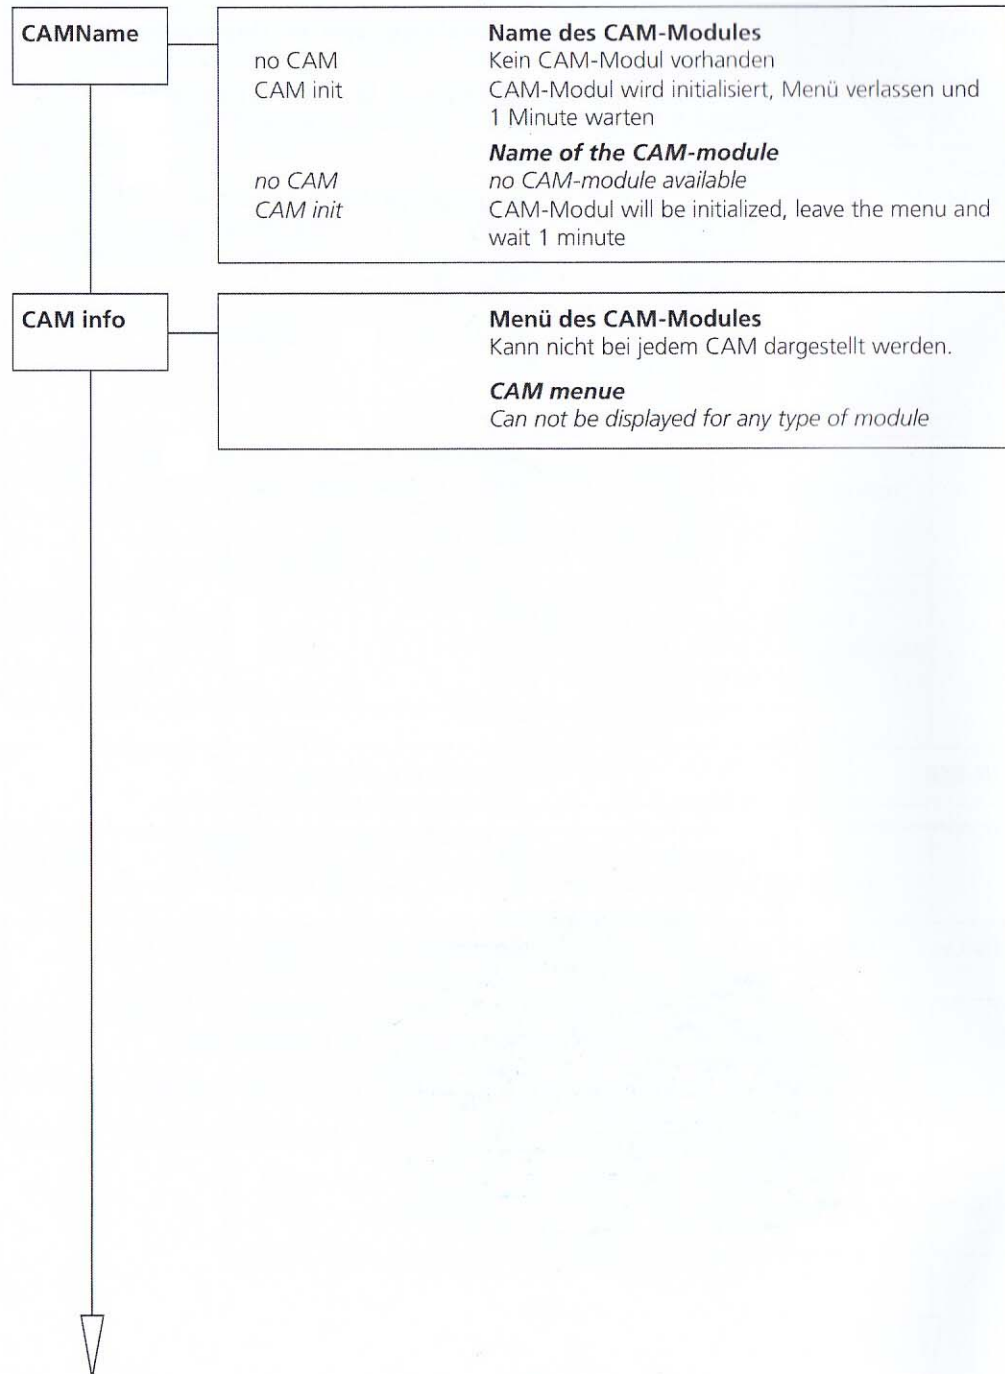 CAMName
Name des CAM-Modules
no CAM Kein CAM-Modul vorhanden
CAM init CAM-Modul wird initialisiert, Menü verlassen und
1 Minute warten
Name of the CAM-module
no CAM no CAM-module available
CAM init CAM-Modul will be initialized, leave the menu and
wait 1 minute
CAM info
Menü des CAM-Modules
Kann nicht bei jedem CAM dargestellt werden.
CAM menue
Can not be displayed for any type of module